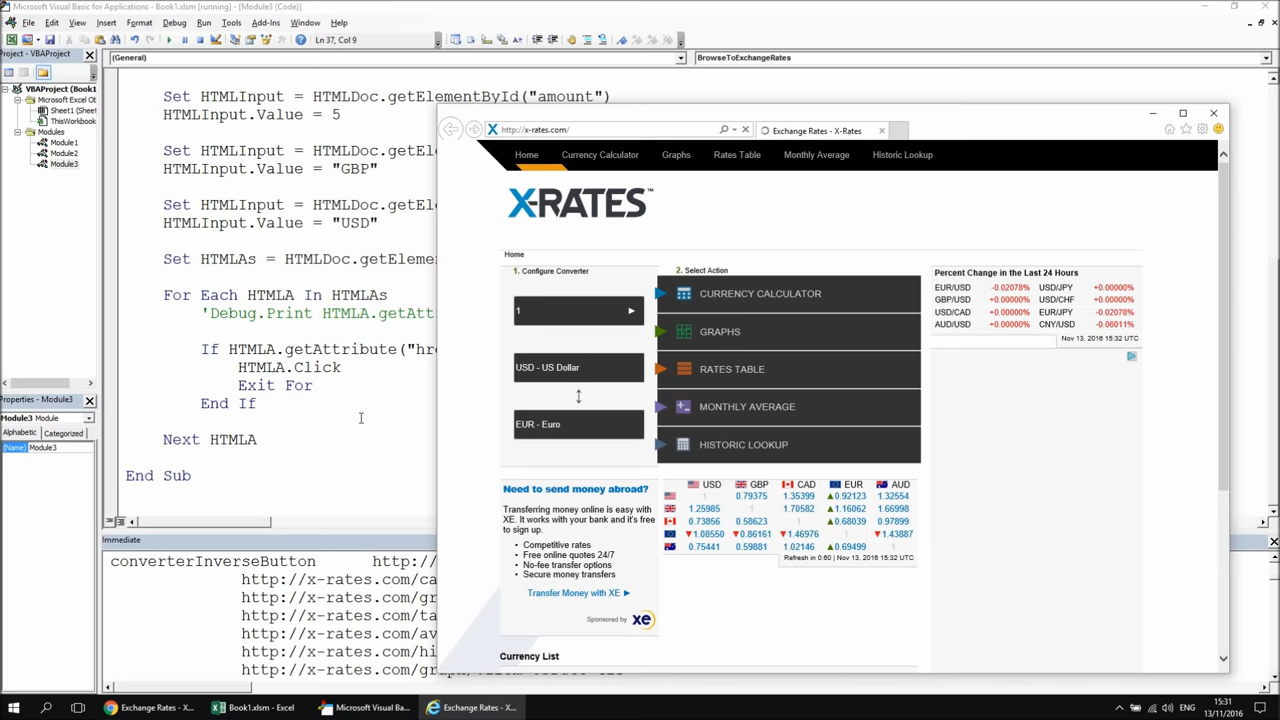 Microsoft Visual Basic for Applications - Book1.xlsm [running] - [Module3 (Code)]
File Edit View Insert Format Debug Run Tools Add-Ins Window Help
Ln 37, Col 9
Project - VBAProject
(General)
BrowseToExchangeRates
VBAProject (Book1
Microsoft Excel Ob
Sheet1 (Sheet
ThisWorkbook
Modules
Module1
Module2
Module3
Properties - Module3
Module3 Module
Alphabetic Categorized
(Name) Module3
Set HTMLInput = HTMLDoc.getElementById("amount")
HTMLInput.Value = 5
Set HTMLInput = HTMLDoc.getEl
HTMLInput.Value = "GBP"
Set HTMLInput = HTMLDoc.getEl
HTMLInput.Value = "USD"
Set HTMLAs = HTMLDoc.getElemen
For Each HTMLA In HTMLAs
'Debug.Print HTMLA.getAtt
If HTMLA.getAttribute("hr
HTMLA.Click
Exit For
End If
Next HTMLA
End Sub
Immediate
converterInverseButton http:/
http://x-rates.com/ca
http://x-rates.com/gr
http://x-rates.com/ta
http://x-rates.com/av
http://x-rates.com/hi
http://x-rates.com/graph/
http://x-rates.com/
Exchange Rates - X-Rates
Home Currency Calculator Graphs Rates Table Monthly Average Historic Lookup
X-RATES™
Home
1. Configure Converter
2. Select Action
1
USD - US Dollar
EUR - Euro
CURRENCY CALCULATOR
GRAPHS
RATES TABLE
MONTHLY AVERAGE
HISTORIC LOOKUP
Percent Change in the Last 24 Hours
EUR/USD -0.02078% USD/JPY +0.00000%
GBP/USD +0.00000% USD/CHF +0.00000%
USD/CAD +0.00000% EUR/JPY -0.02078%
AUD/USD +0.00000% CNY/USD -0.06011%
Nov 13, 2016 15:32 UTC
Need to send money abroad?
Transferring money online is easy with
XE. It works with your bank and it's free
to sign up.
• Competitive rates
• Free online quotes 24/7
• No-fee transfer options
• Secure money transfers
Transfer Money with XE ▶
Sponsored by xe
USD GBP CAD EUR AUD
1 0.79375 1.35399 ▲0.92123 1.32554
1.25985 1 1.70582 ▲1.16062 1.66998
0.73856 0.58623 1 ▲0.68039 0.97899
▼1.08550 ▼0.86161 ▼1.46976 1 ▼1.43887
0.75441 0.59881 1.02146 ▲0.69499 1
Refresh in 0:60 | Nov 13, 2016 15:32 UTC
Currency List
Exchange Rates - X...
Book1.xlsm - Excel
Microsoft Visual Ba...
Exchange Rates - X...
ENG
15:31
13/11/2016